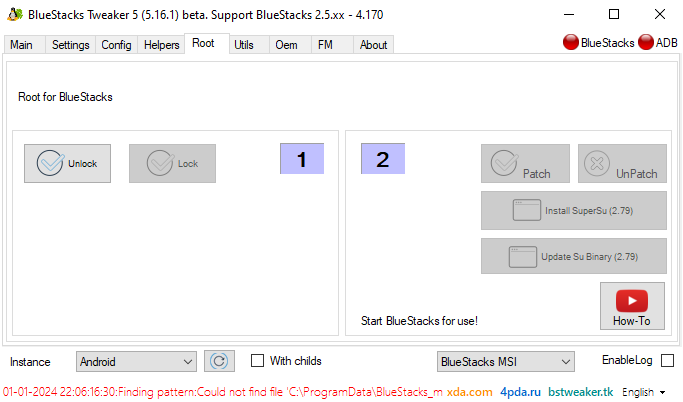 BlueStacks Tweaker 5 (5.16.1) beta. Support BlueStacks 2.5.xx - 4.170
Main Settings Config Helpers Root Utils Oem FM About BlueStacks ADB
Root for BlueStacks
Unlock Lock 1 2 Patch UnPatch
Install SuperSu (2.79)
Update Su Binary (2.79)
Start BlueStacks for use! How-To
Instance Android With childs BlueStacks MSI EnableLog
01-01-2024 22:06:16:30:Finding pattern:Could not find file 'C:\ProgramData\BlueStacks_m xda.com 4pda.ru bstweaker.tk English